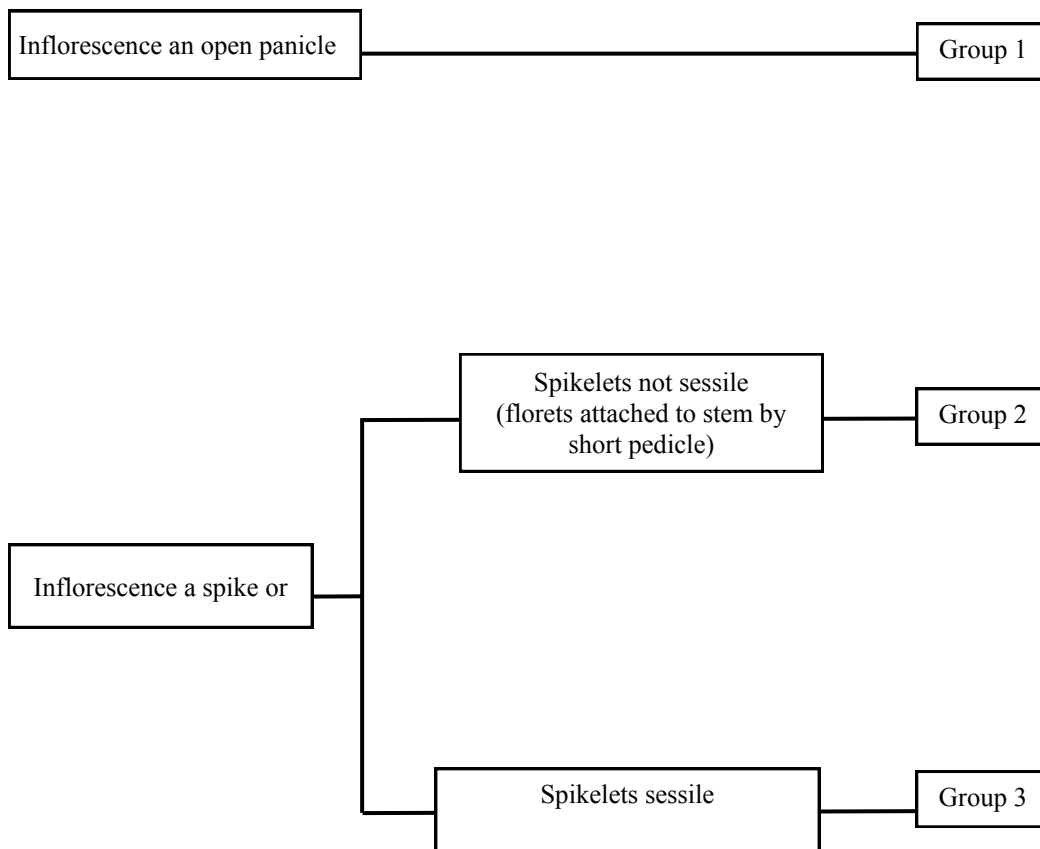 Inflorescence an open panicle
Group 1
Spikelets not sessile
(florets attached to stem by
short pedicle)
Group 2
Inflorescence a spike or
Spikelets sessile
Group 3